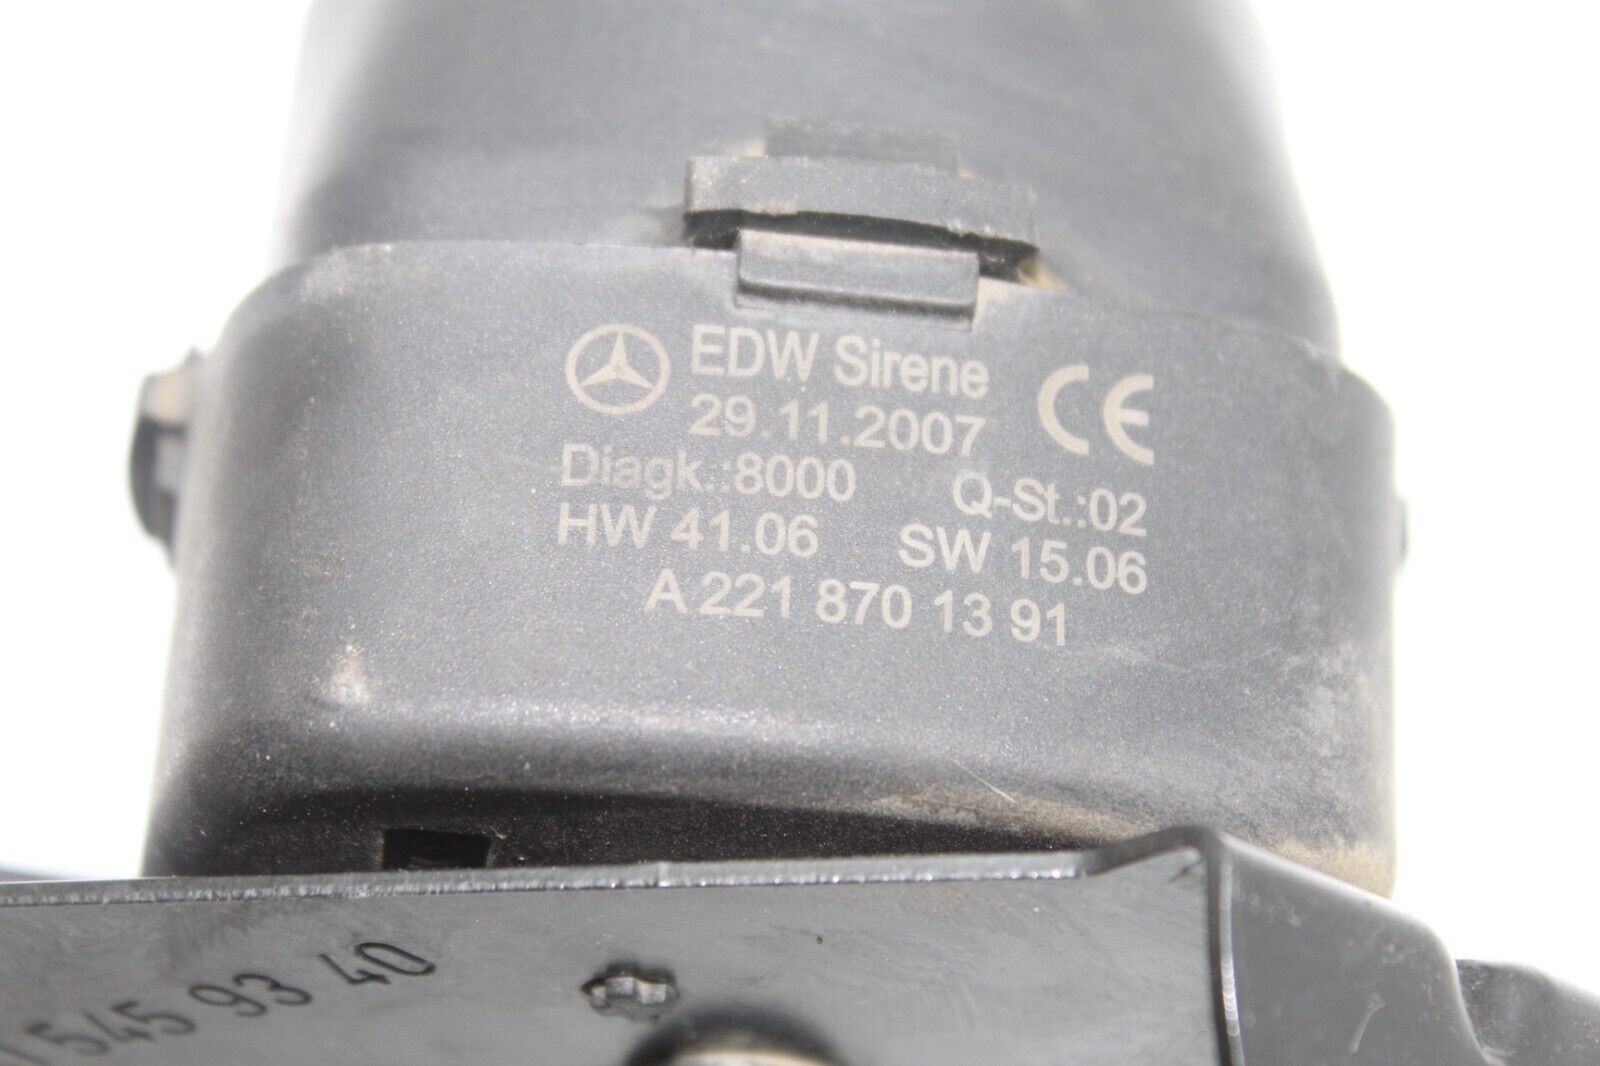 EDW Sirene CE
29.11.2007
Diagk.:8000 Q-St.:02
HW 41.06 SW 15.06
A 221 870 13 91
545 93 40